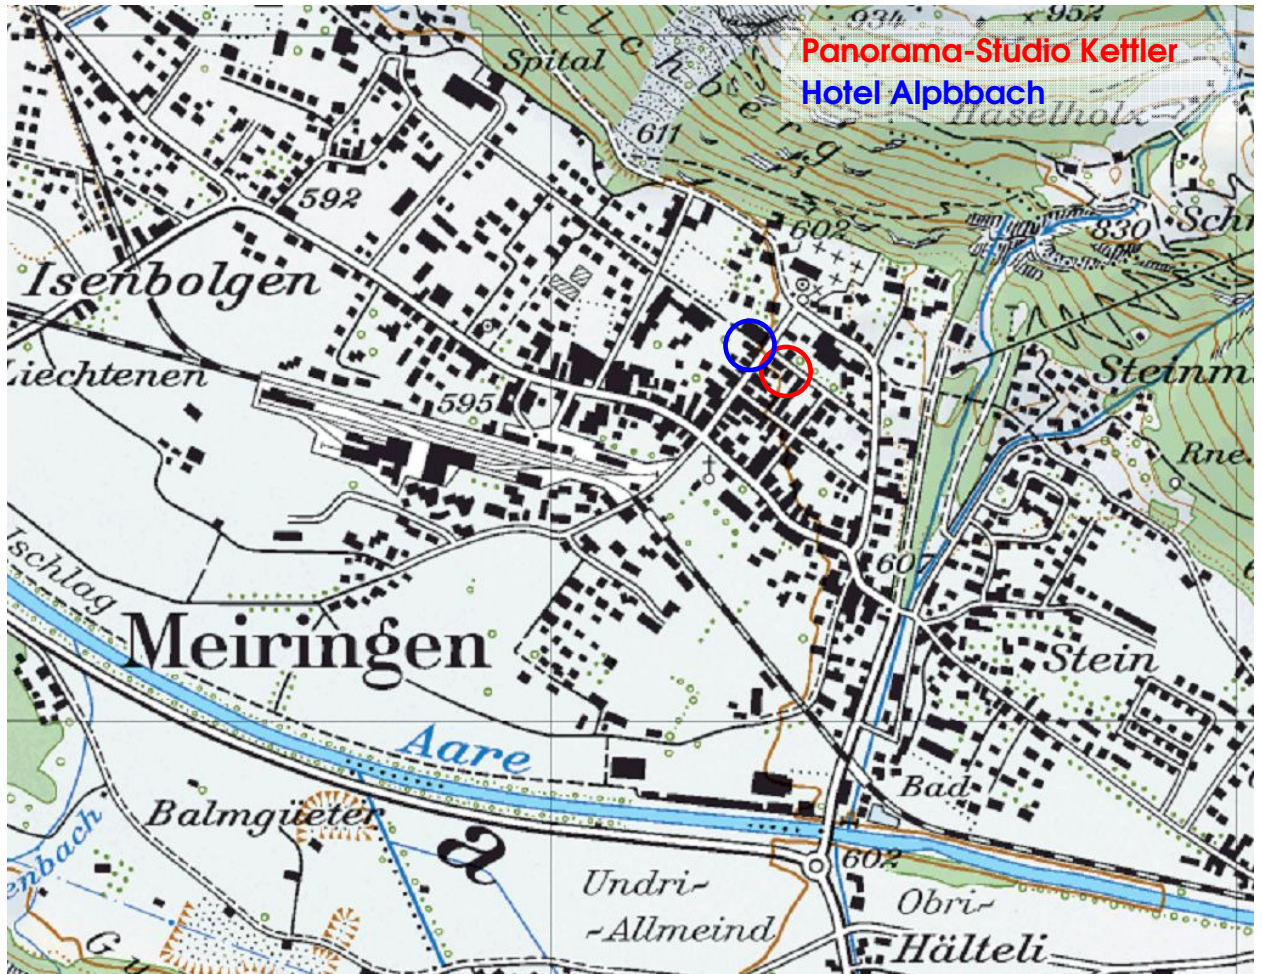 934
952
Spital
Panorama-Studio Kettler
Hotel Alpbbach
Haselholz
611
592
602
830
Isenbolgen
Liechtenen
595
Steinm
Rne
607
Meiringen
Stein
Aare
Bad
Balmgüeter
a
enbach
602
Undri-
-Allmeind
Obri-
Hälteli
G u